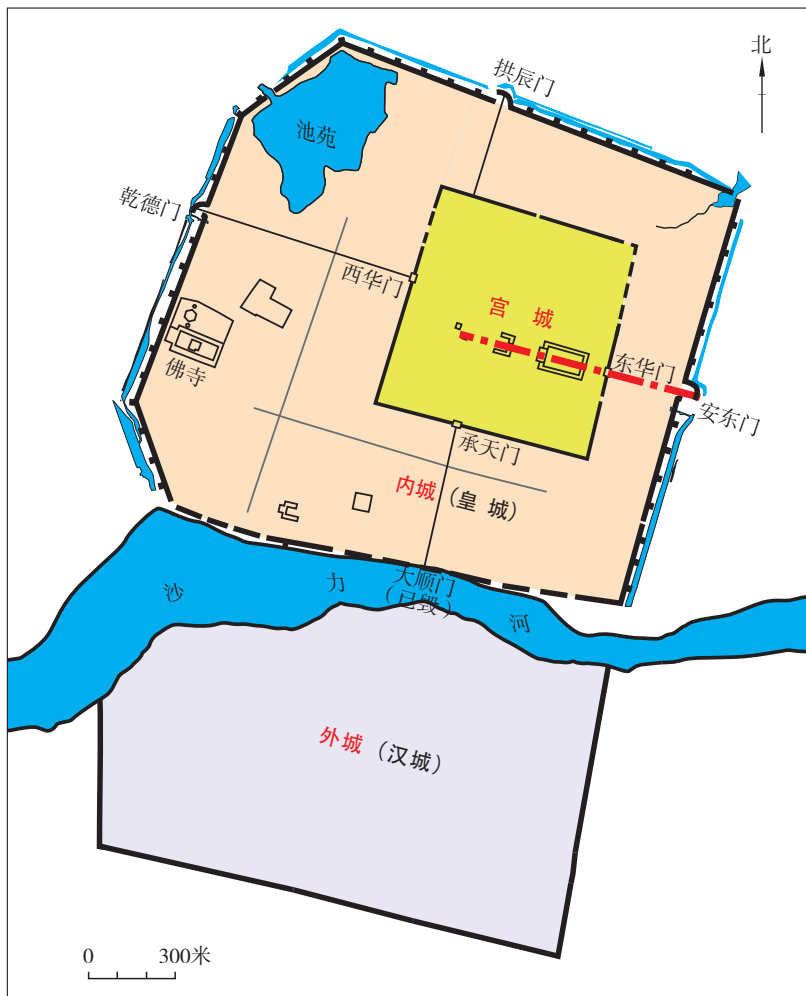 北
拱辰门
池苑
乾德门
西华门
宫 城
佛寺
东华门
安东门
承天门
内城（皇 城）
大顺门
（已毁）
沙 力 河
外城（汉城）
0 300米